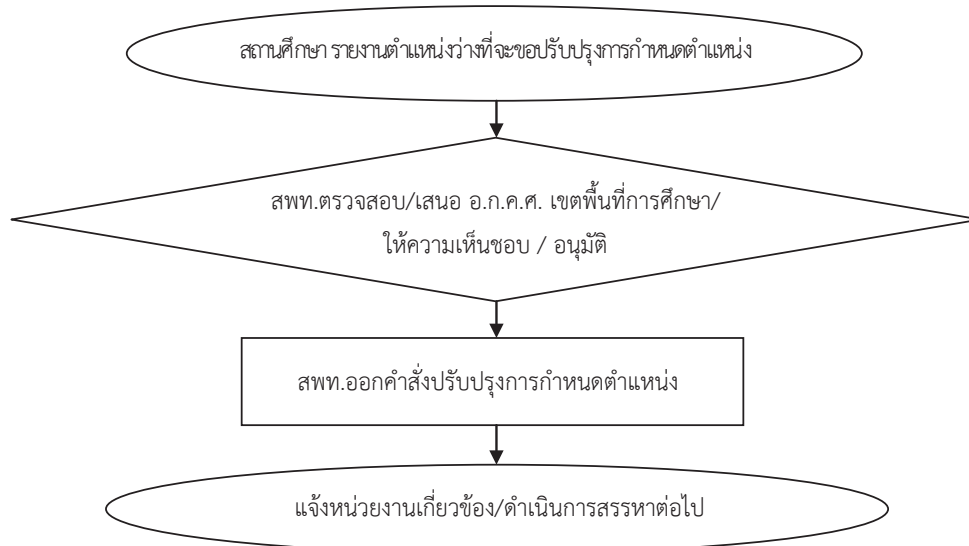 สถานศึกษา รายงานตำแหน่งว่างที่จะขอปรับปรุงการกำหนดตำแหน่ง
สพท.ตรวจสอบ/เสนอ อ.ก.ค.ศ. เขตพื้นที่การศึกษา/
ให้ความเห็นชอบ / อนุมัติ
สพท.ออกคำสั่งปรับปรุงการกำหนดตำแหน่ง
แจ้งหน่วยงานเกี่ยวข้อง/ดำเนินการสรรหาต่อไป